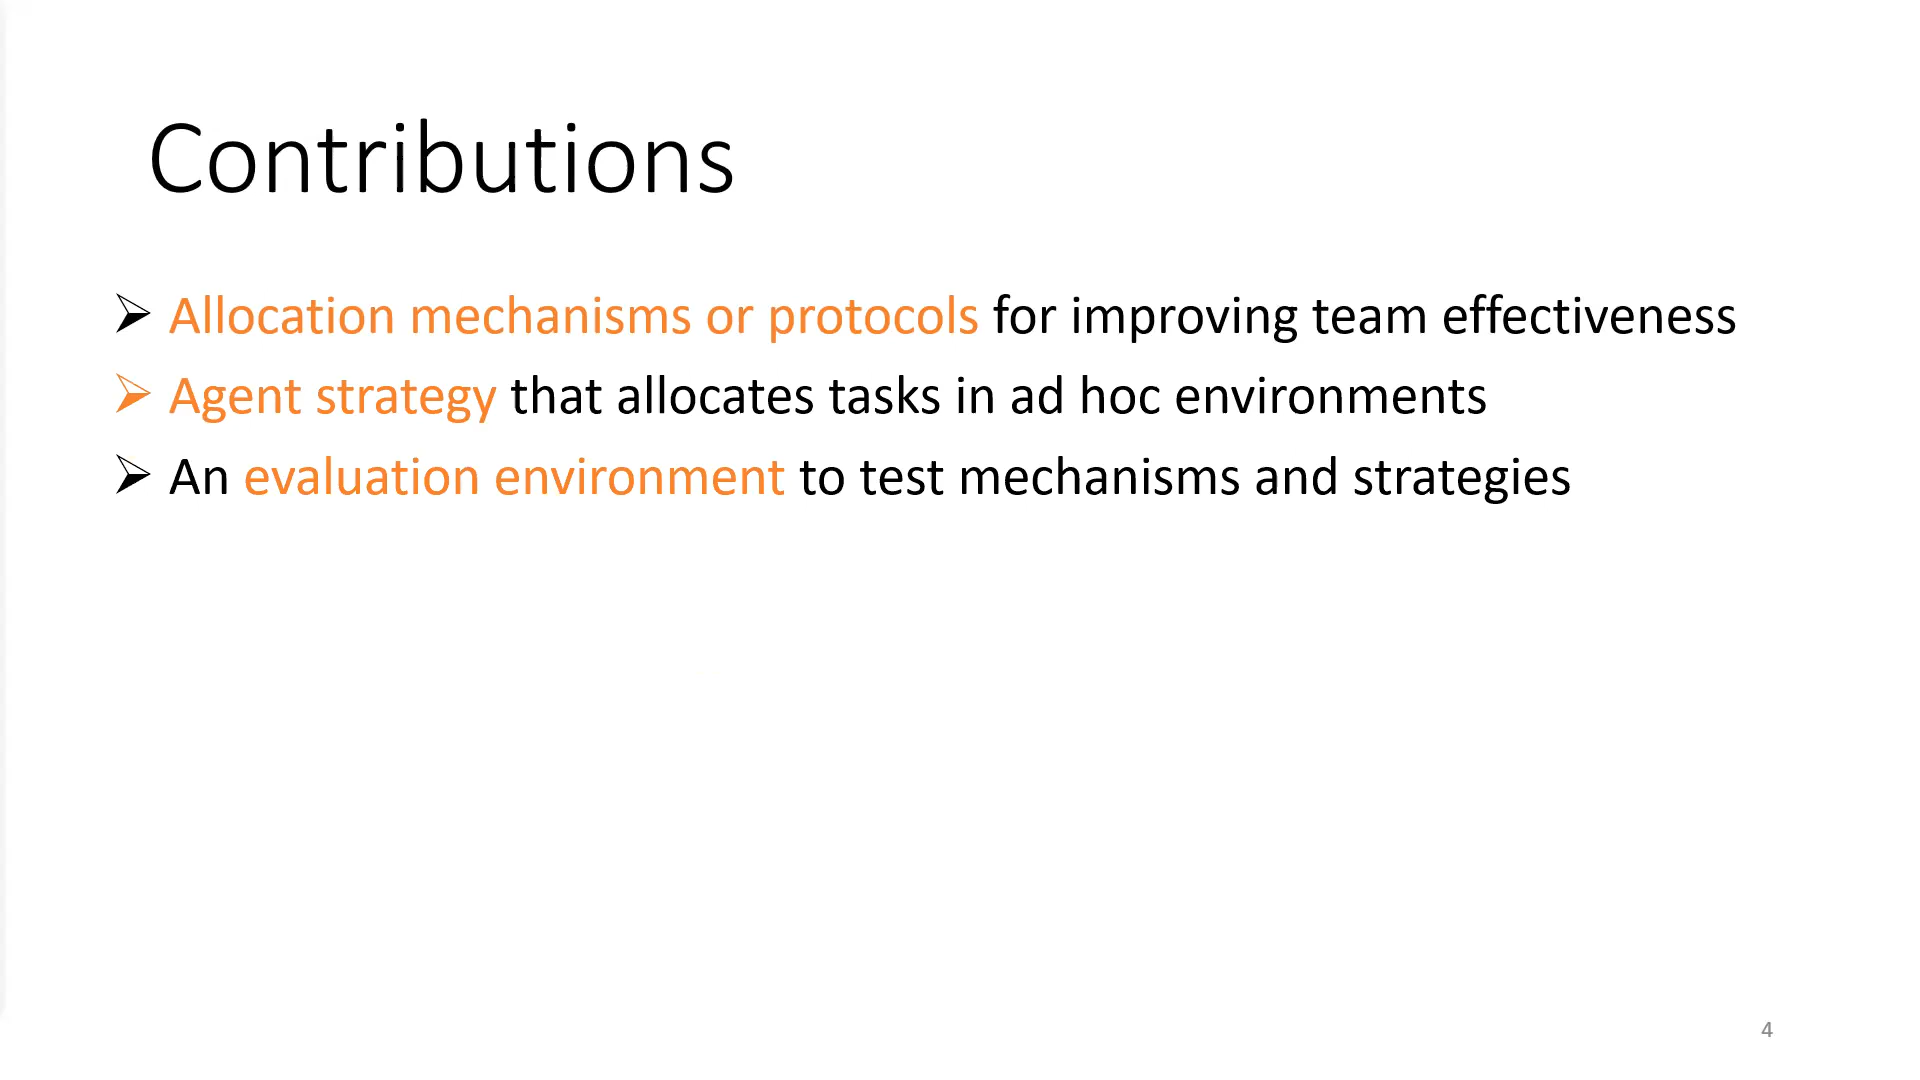 Contributions
➢ Allocation mechanisms or protocols for improving team effectiveness
➢ Agent strategy that allocates tasks in ad hoc environments
➢ An evaluation environment to test mechanisms and strategies
4